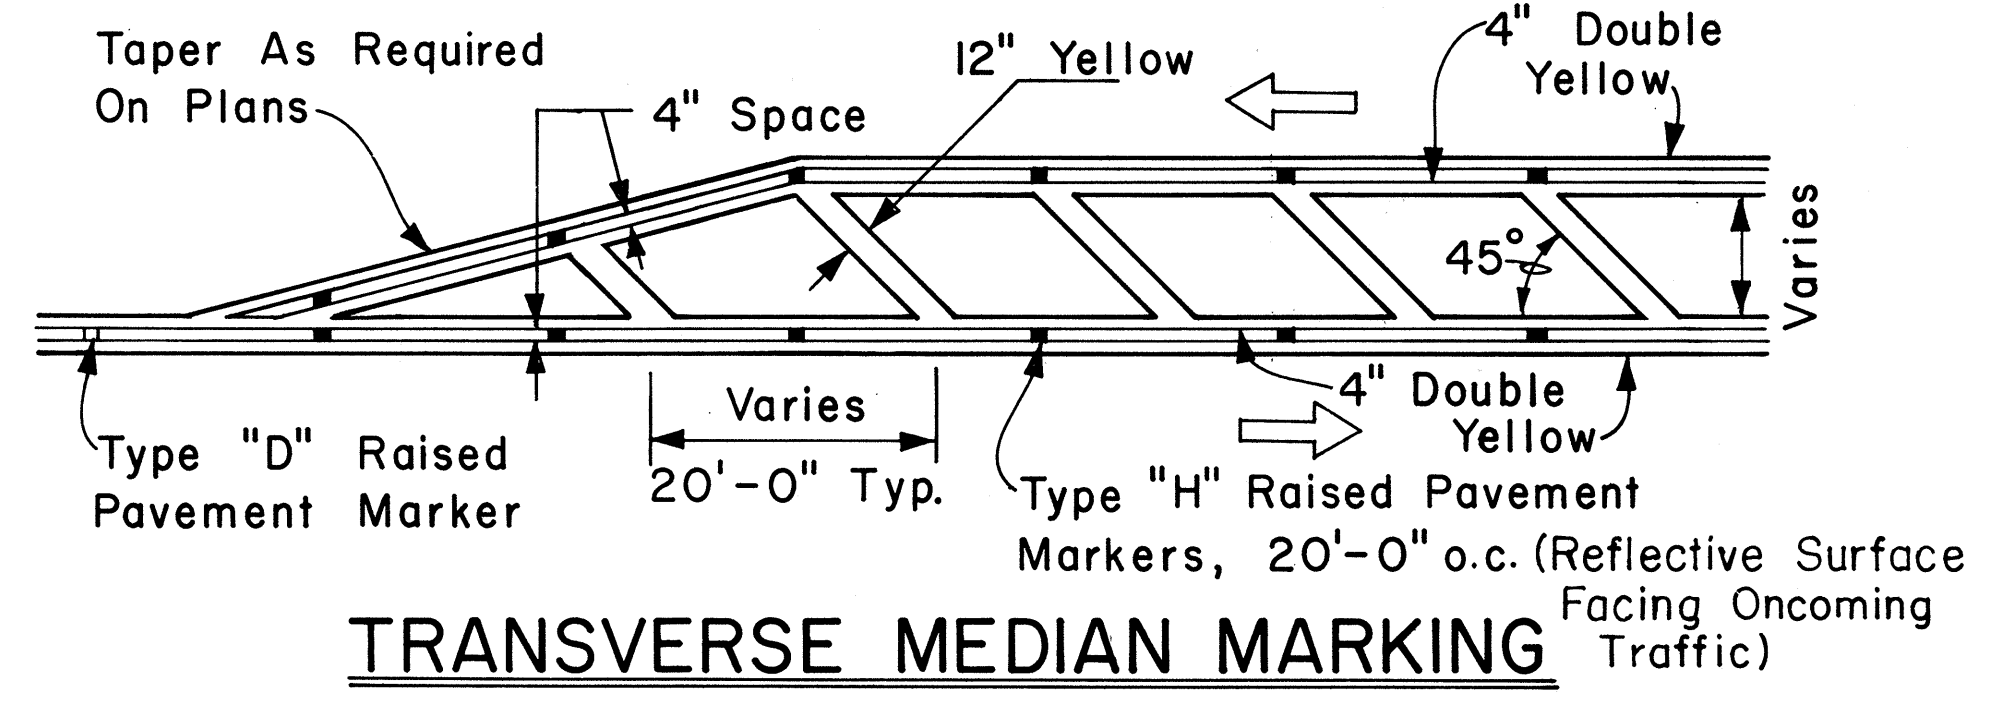 Taper As Required
On Plans
4" Space
12" Yellow
4" Double
Yellow
45°
Varies
Type "D" Raised
Pavement Marker
Varies
20'-0" Typ.
4" Double
Yellow
Type "H" Raised Pavement
Markers, 20'-0" o.c. (Reflective Surface
Facing Oncoming
Traffic)
TRANSVERSE MEDIAN MARKING